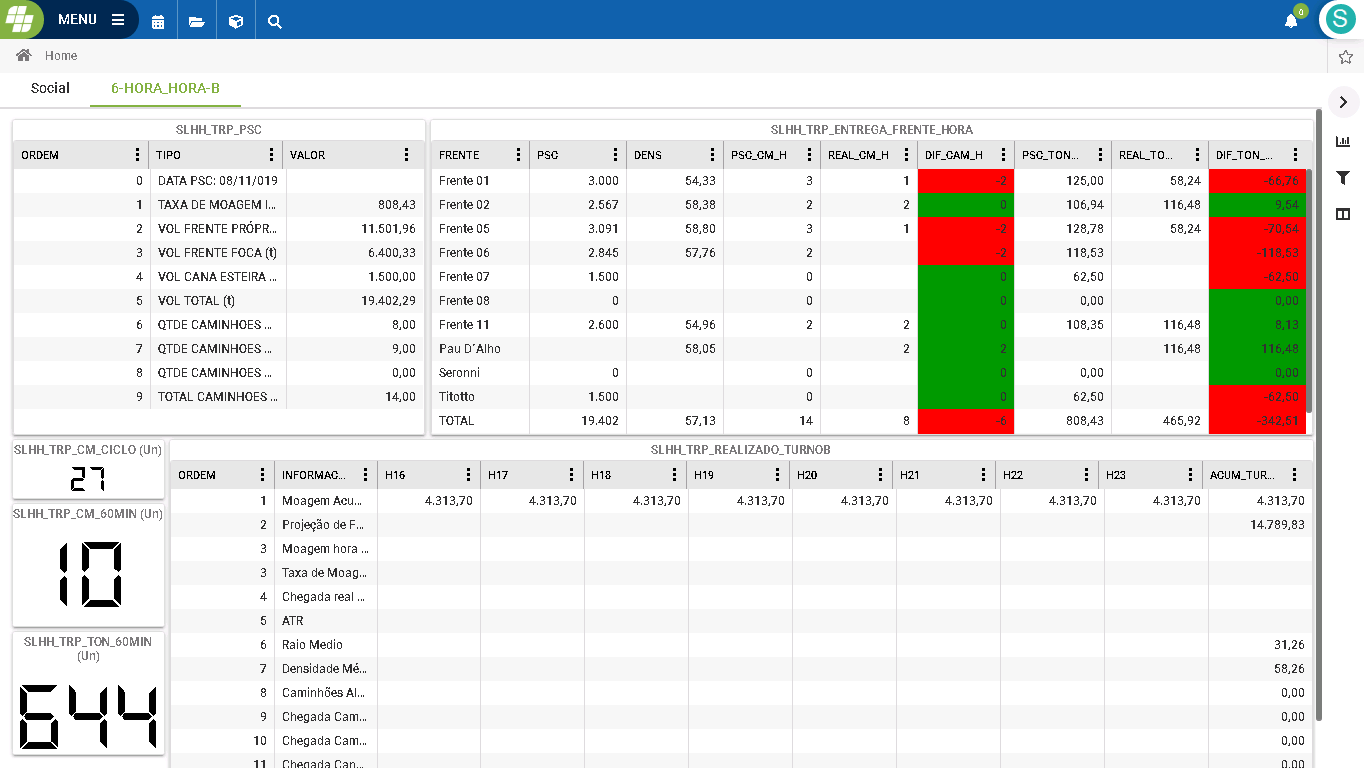 MENU
0
S
Home
Social 6-HORA_HORA-B
SLHH_TRP_PSC
ORDEM TIPO VALOR
0 DATA PSC: 08/11/019
1 TAXA DE MOAGEM I... 808,43
2 VOL FRENTE PRÓPR... 11.501,96
3 VOL FRENTE FOCA (t) 6.400,33
4 VOL CANA ESTEIRA ... 1.500,00
5 VOL TOTAL (t) 19.402,29
6 QTDE CAMINHOES ... 8,00
7 QTDE CAMINHOES ... 9,00
8 QTDE CAMINHOES ... 0,00
9 TOTAL CAMINHOES ... 14,00
SLHH_TRP_ENTREGA_FRENTE_HORA
FRENTE PSC DENS PSC_CM_H REAL_CM_H DIF_CAM_H PSC_TON... REAL_TO... DIF_TON_...
Frente 01 3.000 54,33 3 1 -2 125,00 58,24 -66,76
Frente 02 2.567 58,38 2 2 0 106,94 116,48 9,54
Frente 05 3.091 58,80 3 1 -2 128,78 58,24 -70,54
Frente 06 2.845 57,76 2 -2 118,53 -118,53
Frente 07 1.500 0 0 62,50 -62,50
Frente 08 0 0 0 0,00 0,00
Frente 11 2.600 54,96 2 2 0 108,35 116,48 8,13
Pau D´Alho 58,05 2 2 116,48 116,48
Seronni 0 0 0,00 0,00
Titotto 1.500 0 0 62,50 -62,50
TOTAL 19.402 57,13 14 8 -6 808,43 465,92 -342,51
SLHH_TRP_CM_CICLO (Un)
27
SLHH_TRP_CM_60MIN (Un)
10
SLHH_TRP_TON_60MIN
(Un)
644
SLHH_TRP_REALIZADO_TURNOB
ORDEM INFORMAC... H16 H17 H18 H19 H20 H21 H22 H23 ACUM_TUR...
1 Moagem Acu... 4.313,70 4.313,70 4.313,70 4.313,70 4.313,70 4.313,70 4.313,70 4.313,70 4.313,70
2 Projeção de F... 14.789,83
3 Moagem hora ...
3 Taxa de Moag...
4 Chegada real ...
5 ATR
6 Raio Medio 31,26
7 Densidade Mé... 58,26
8 Caminhões Al... 0,00
9 Chegada Cam... 0,00
10 Chegada Cam... 0,00
11 Chegada Can... 0,00